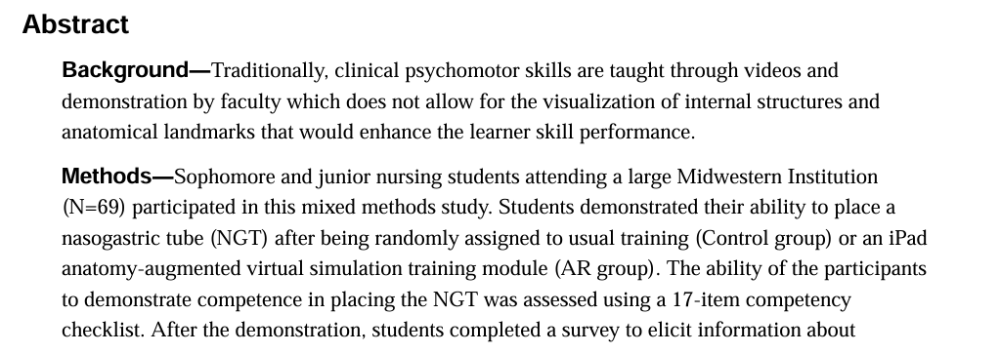 Abstract
Background—Traditionally, clinical psychomotor skills are taught through videos and
demonstration by faculty which does not allow for the visualization of internal structures and
anatomical landmarks that would enhance the learner skill performance.
Methods—Sophomore and junior nursing students attending a large Midwestern Institution
(N=69) participated in this mixed methods study. Students demonstrated their ability to place a
nasogastric tube (NGT) after being randomly assigned to usual training (Control group) or an iPad
anatomy-augmented virtual simulation training module (AR group). The ability of the participants
to demonstrate competence in placing the NGT was assessed using a 17-item competency
checklist. After the demonstration, students completed a survey to elicit information about